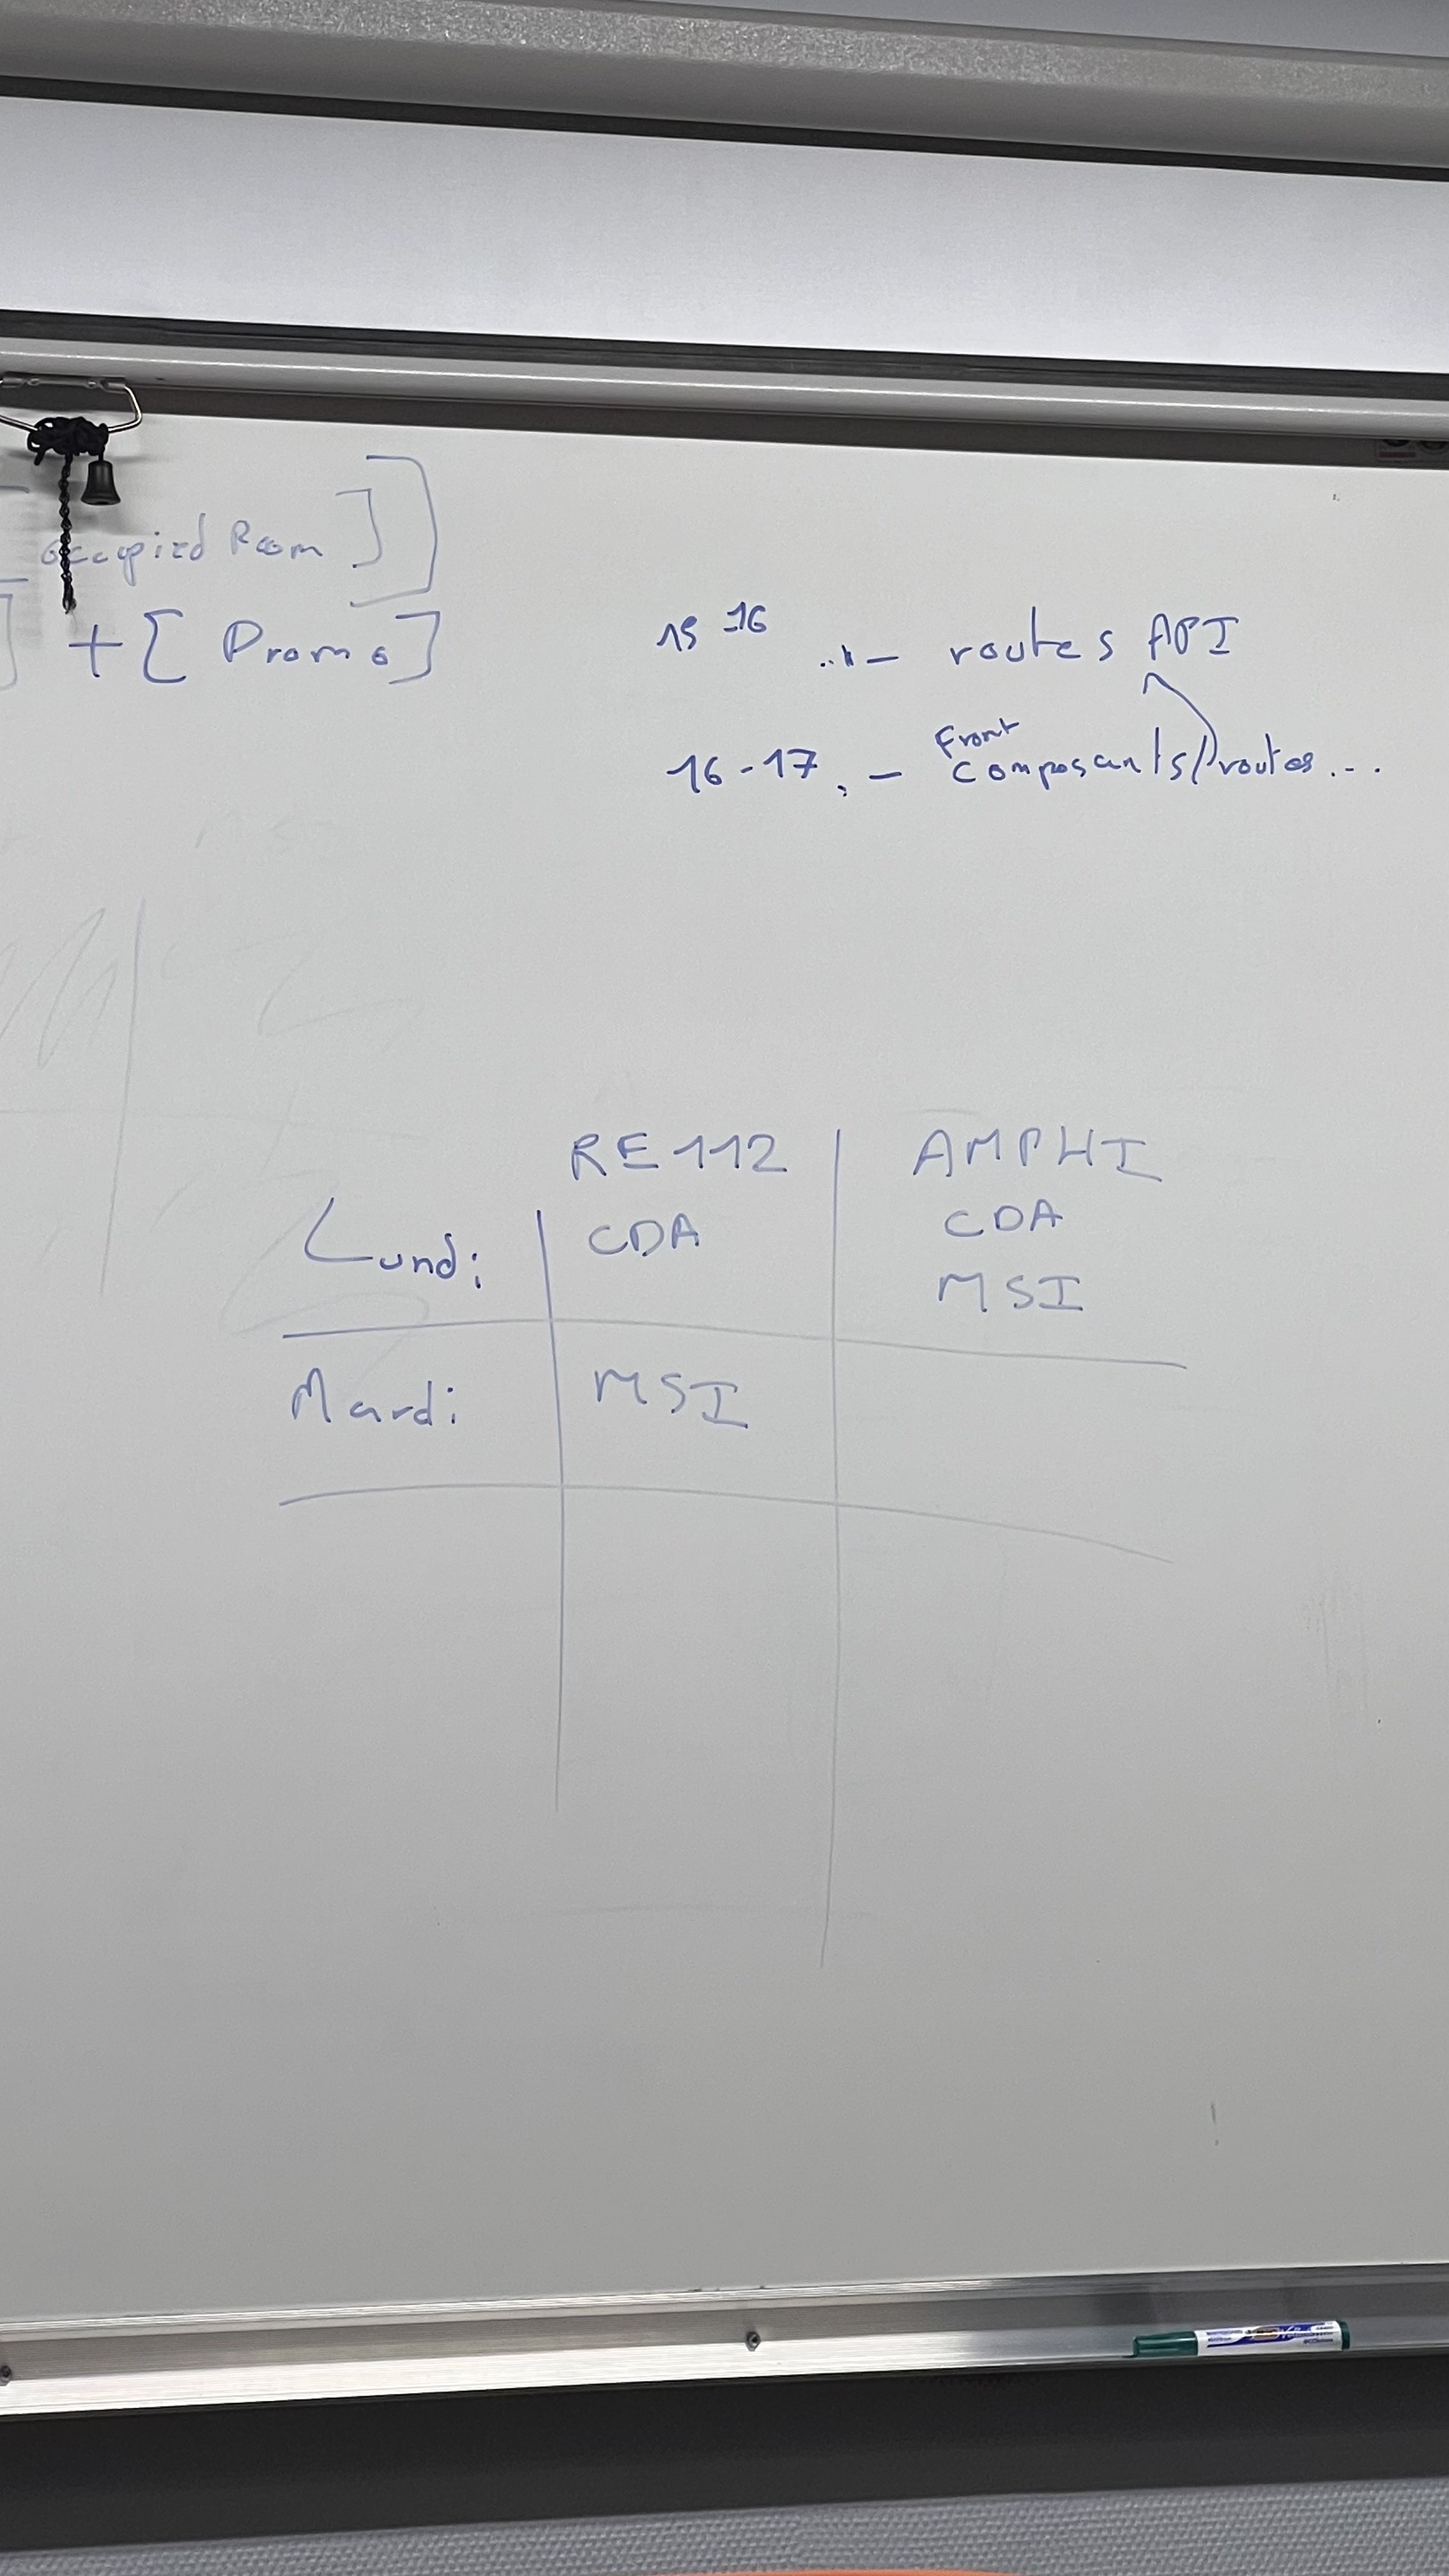 occupied Room ] ]
] + [ Promo ]
15-16 - routes API
16-17 - Front composants/routes...
RE112 AMPHI
Lundi CDA CDA
MSI
Mardi MSI